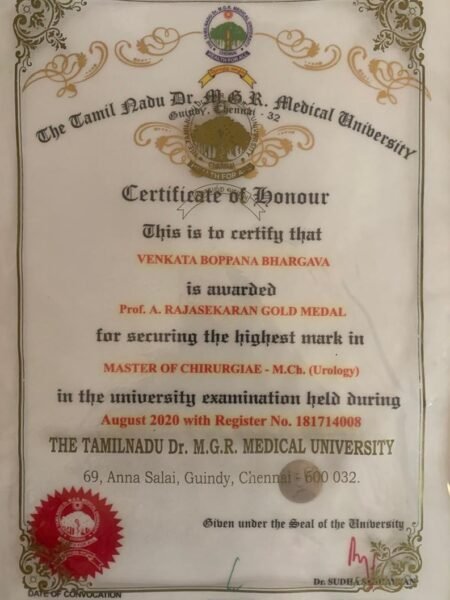 The Tamil Nadu Dr. M.G.R. Medical University
Guindy, Chennai - 32
Certificate of Honour
This is to certify that
VENKATA BOPPANA BHARGAVA
is awarded
Prof. A. RAJASEKARAN GOLD MEDAL
for securing the highest mark in
MASTER OF CHIRURGIAE - M.Ch. (Urology)
in the university examination held during
August 2020 with Register No. 181714008
THE TAMILNADU Dr. M.G.R. MEDICAL UNIVERSITY
69, Anna Salai, Guindy, Chennai - 600 032.
Given under the Seal of the University
Dr. SUDHA
DATE OF CONVOCATION